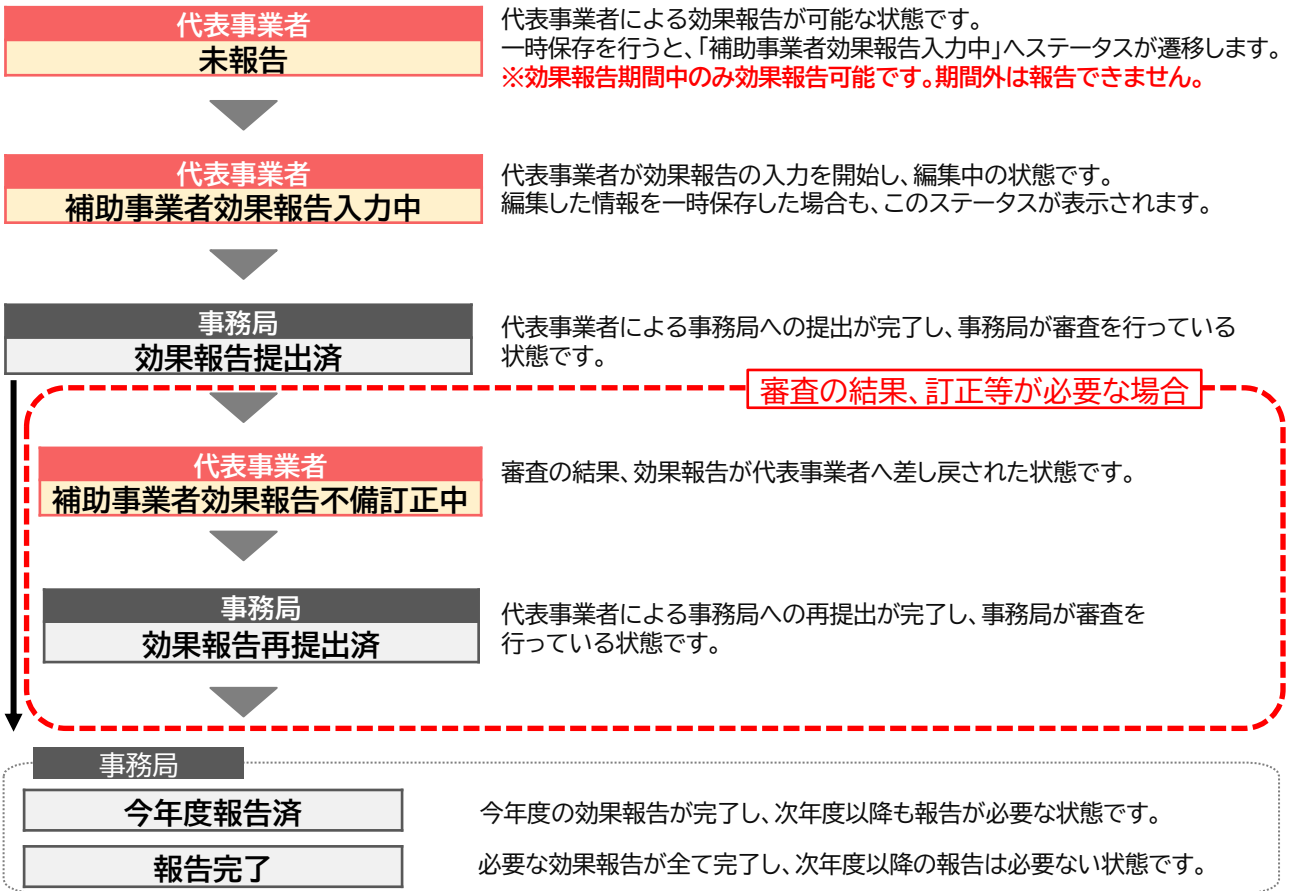 代表事業者
未報告
代表事業者による効果報告が可能な状態です。
一時保存を行うと、「補助事業者効果報告入力中」へステータスが遷移します。
※効果報告期間中のみ効果報告可能です。期間外は報告できません。
代表事業者
補助事業者効果報告入力中
代表事業者が効果報告の入力を開始し、編集中の状態です。
編集した情報を一時保存した場合も、このステータスが表示されます。
事務局
効果報告提出済
代表事業者による事務局への提出が完了し、事務局が審査を行っている
状態です。
審査の結果、訂正等が必要な場合
代表事業者
補助事業者効果報告不備訂正中
審査の結果、効果報告が代表事業者へ差し戻された状態です。
事務局
効果報告再提出済
代表事業者による事務局への再提出が完了し、事務局が審査を
行っている状態です。
事務局
今年度報告済
今年度の効果報告が完了し、次年度以降も報告が必要な状態です。
報告完了
必要な効果報告が全て完了し、次年度以降の報告は必要ない状態です。